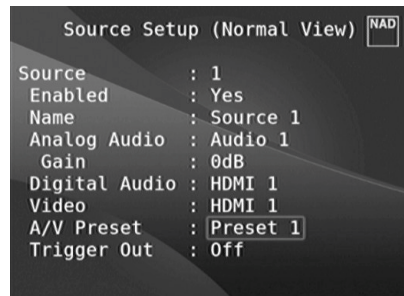 Source Setup (Normal View) NAD
Source : 1
Enabled : Yes
Name : Source 1
Analog Audio : Audio 1
Gain : 0dB
Digital Audio : HDMI 1
Video : HDMI 1
A/V Preset : Preset 1
Trigger Out : Off